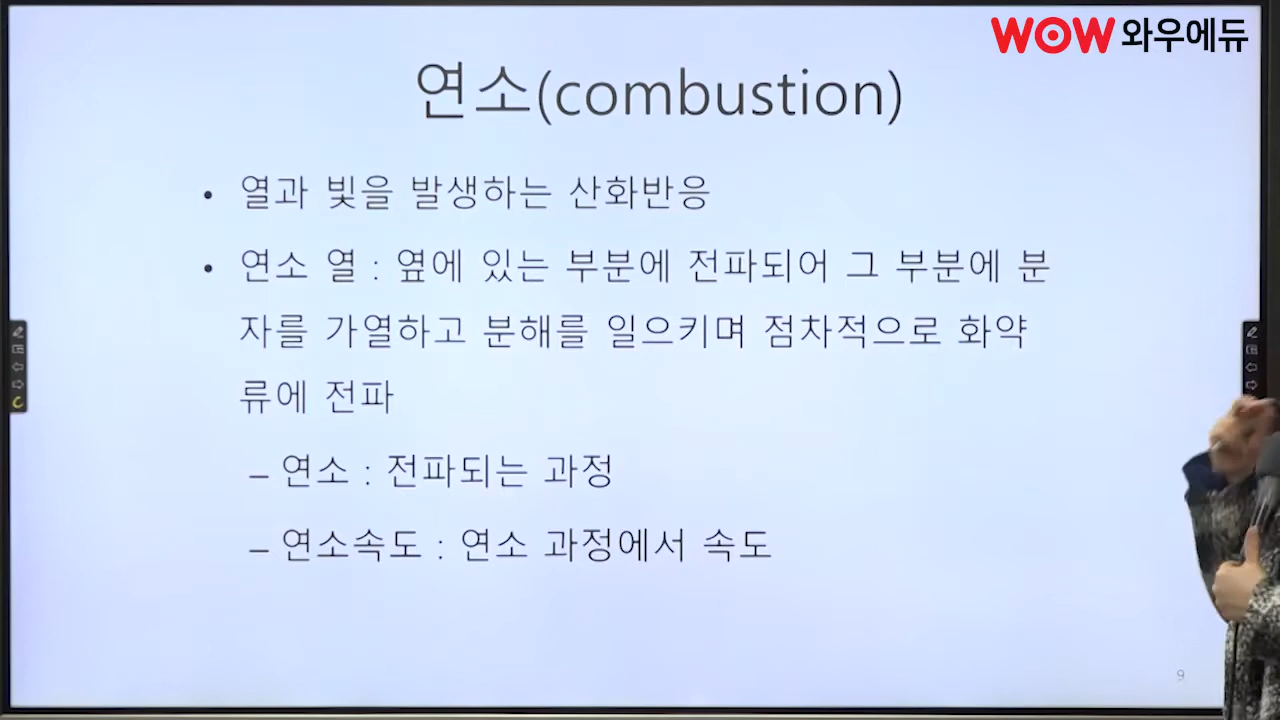 WOW 와우에듀
연소(combustion)
• 열과 빛을 발생하는 산화반응
• 연소 열 : 옆에 있는 부분에 전파되어 그 부분에 분
자를 가열하고 분해를 일으키며 점차적으로 화약
류에 전파
– 연소 : 전파되는 과정
– 연소속도 : 연소 과정에서 속도
9